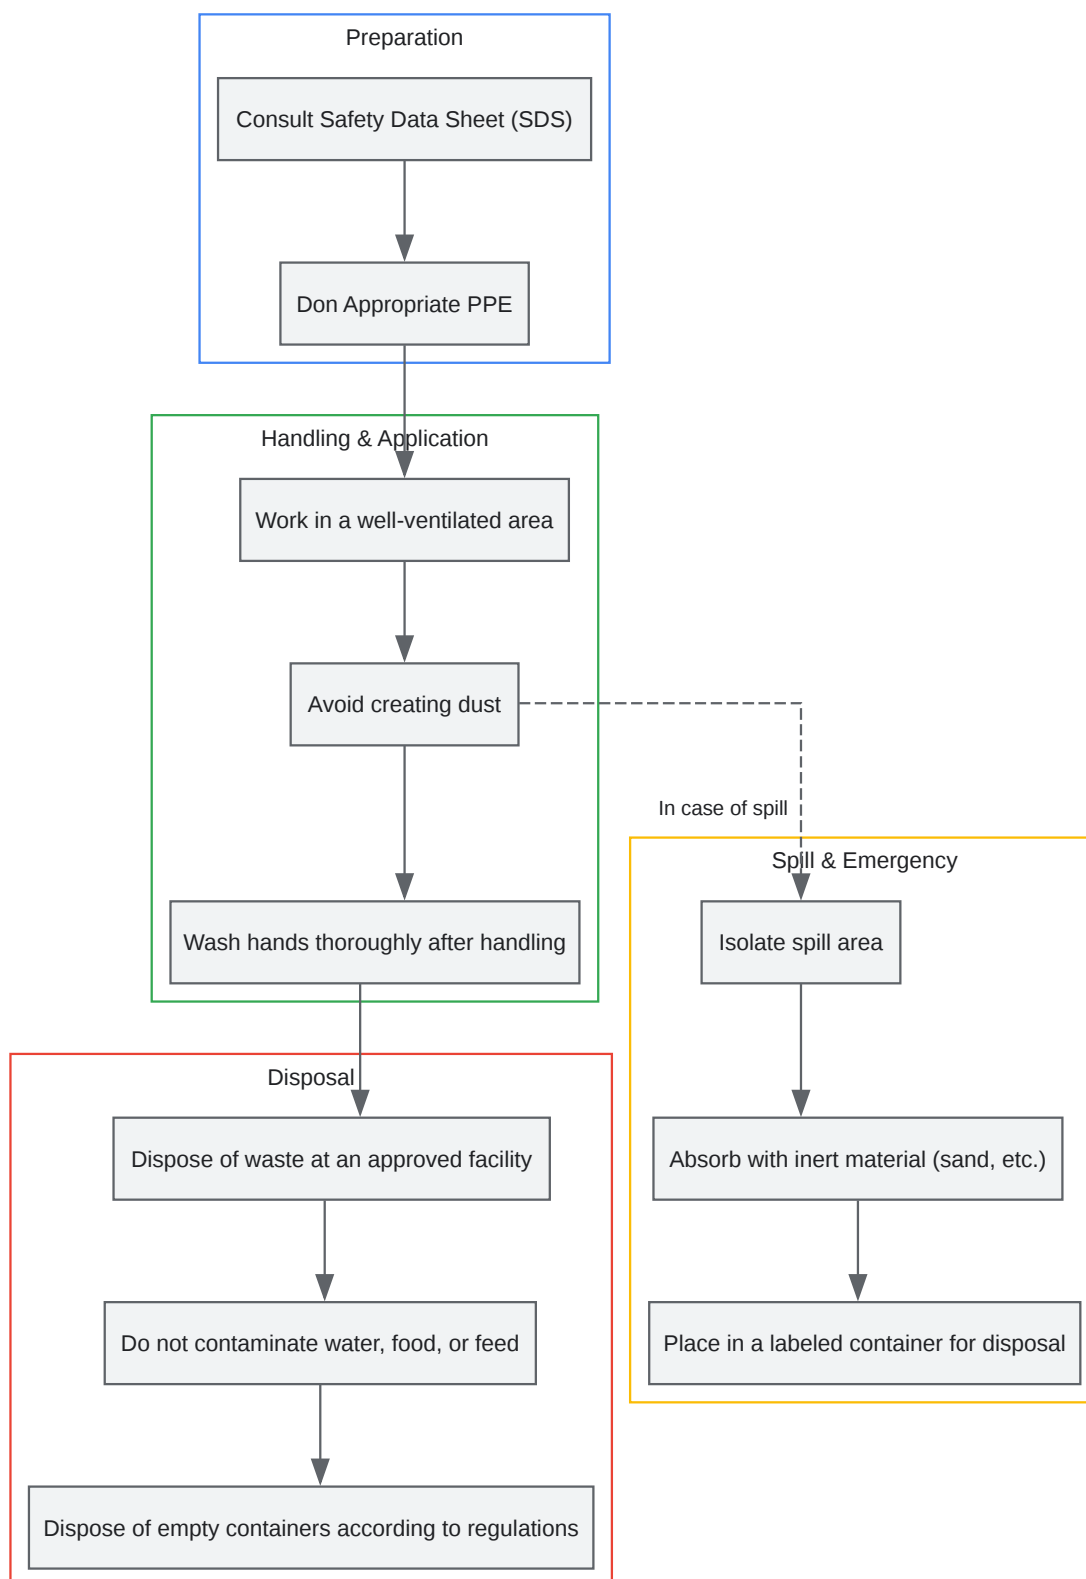 Preparation
Consult Safety Data Sheet (SDS)
Don Appropriate PPE
Handling & Application
Work in a well-ventilated area
Avoid creating dust
In case of spill
Spill & Emergency
Wash hands thoroughly after handling
Isolate spill area
Disposal
Dispose of waste at an approved facility
Absorb with inert material (sand, etc.)
Do not contaminate water, food, or feed
Place in a labeled container for disposal
Dispose of empty containers according to regulations